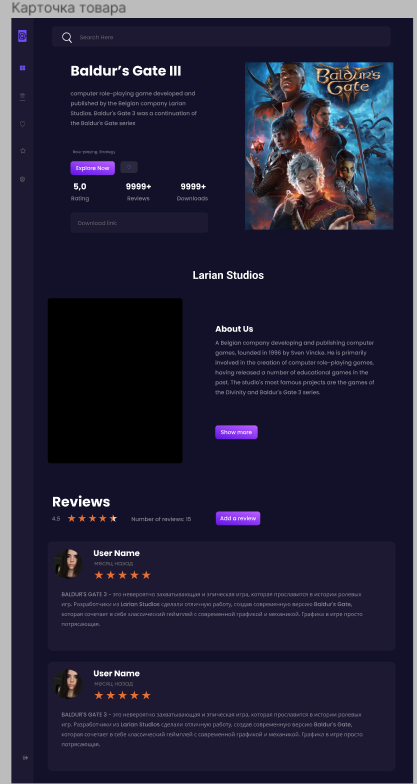 Карточка товара
Search Here
Baldur's Gate III
computer role-playing game developed and
published by the Belgian company Larian
Studios. Baldur's Gate 3 was a continuation of
the Baldur's Gate series
Role-playing, Strategy
Explore Now
5,0 9999+ 9999+
Rating Reviews Downloads
Download link
Baldur's
Gate
Larian Studios
About Us
A Belgian company developing and publishing computer
games, founded in 1996 by Sven Vincke. He is primarily
involved in the creation of computer role-playing games,
having released a number of educational games in the
past. The studio's most famous projects are the games of
the Divinity and Baldur's Gate 3 series.
Show more
Reviews
4.5 Number of reviews: 15 Add a review
User Name
месяц назад
BALDUR'S GATE 3 - это невероятно захватывающая и эпическая игра, которая прославится в истории ролевых
игр. Разработчики из Larian Studios сделали отличную работу, создав современную версию Baldur's Gate,
которая сочетает в себе классический геймплей с современной графикой и механикой. Графика в игре просто
потрясающая.
User Name
месяц назад
BALDUR'S GATE 3 - это невероятно захватывающая и эпическая игра, которая прославится в истории ролевых
игр. Разработчики из Larian Studios сделали отличную работу, создав современную версию Baldur's Gate,
которая сочетает в себе классический геймплей с современной графикой и механикой. Графика в игре просто
потрясающая.